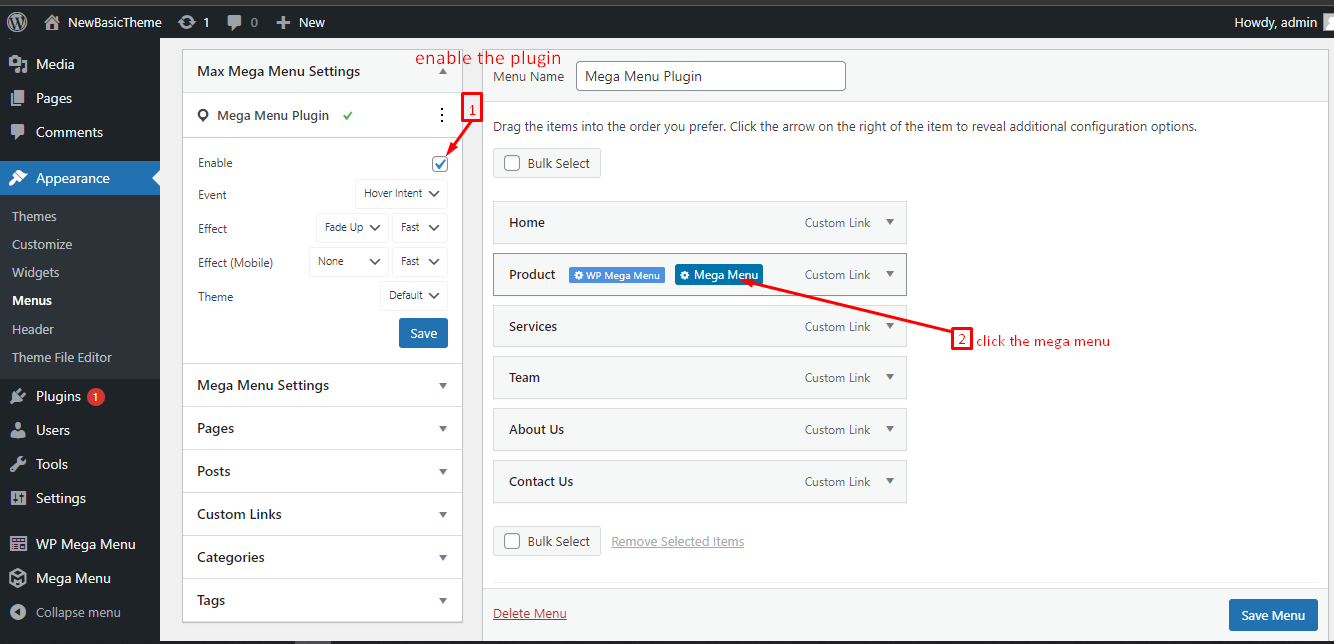 NewBasicTheme 1 0 New Howdy, admin
Media
Pages
Comments
Appearance
Themes
Customize
Widgets
Menus
Header
Theme File Editor
Plugins 1
Users
Tools
Settings
WP Mega Menu
Mega Menu
Collapse menu
enable the plugin
Max Mega Menu Settings
Mega Menu Plugin
1
Enable
Event Hover Intent
Effect Fade Up Fast
Effect (Mobile) None Fast
Theme Default
Save
Mega Menu Settings
Pages
Posts
Custom Links
Categories
Tags
Menu Name Mega Menu Plugin
Drag the items into the order you prefer. Click the arrow on the right of the item to reveal additional configuration options.
Bulk Select
Home Custom Link
Product WP Mega Menu Mega Menu Custom Link
Services Custom Link
2 click the mega menu
Team Custom Link
About Us Custom Link
Contact Us Custom Link
Bulk Select Remove Selected Items
Delete Menu Save Menu